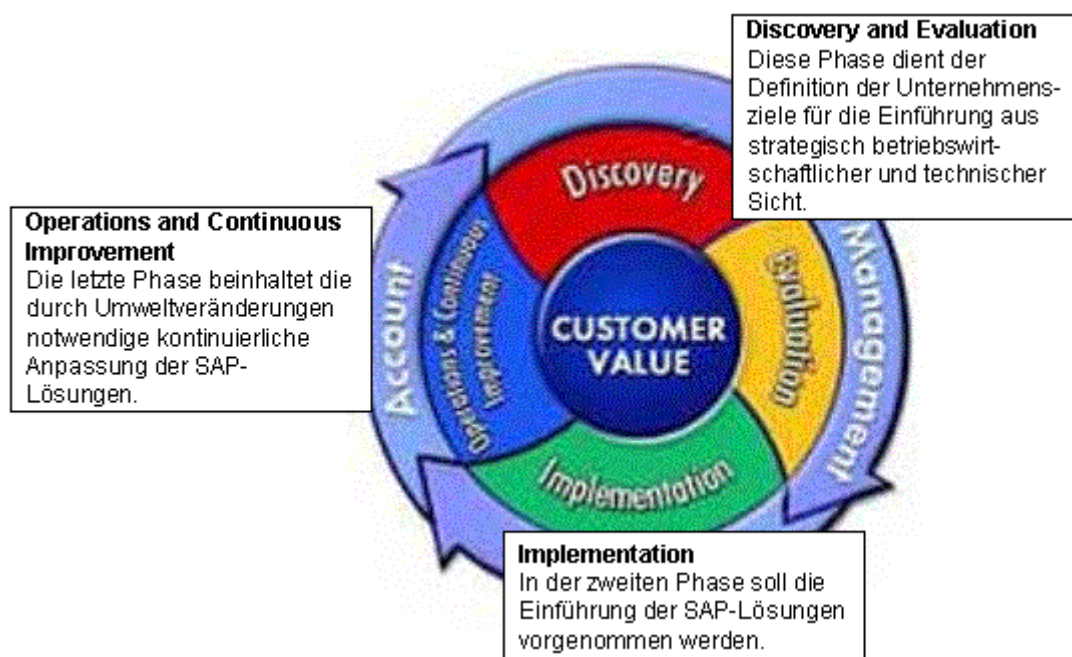 Discovery and Evaluation
Diese Phase dient der
Definition der Unternehmens-
ziele für die Einführung aus
strategisch betriebswirt-
schaftlicher und technischer
Sicht.
Operations and Continuous
Improvement
Die letzte Phase beinhaltet die
durch Umweltveränderungen
notwendige kontinuierliche
Anpassung der SAP-
Lösungen.
Discovery
Evaluation
Management
Account
Operations & Continuous
Improvement
CUSTOMER
VALUE
Implementation
Implementation
In der zweiten Phase soll die
Einführung der SAP-Lösungen
vorgenommen werden.